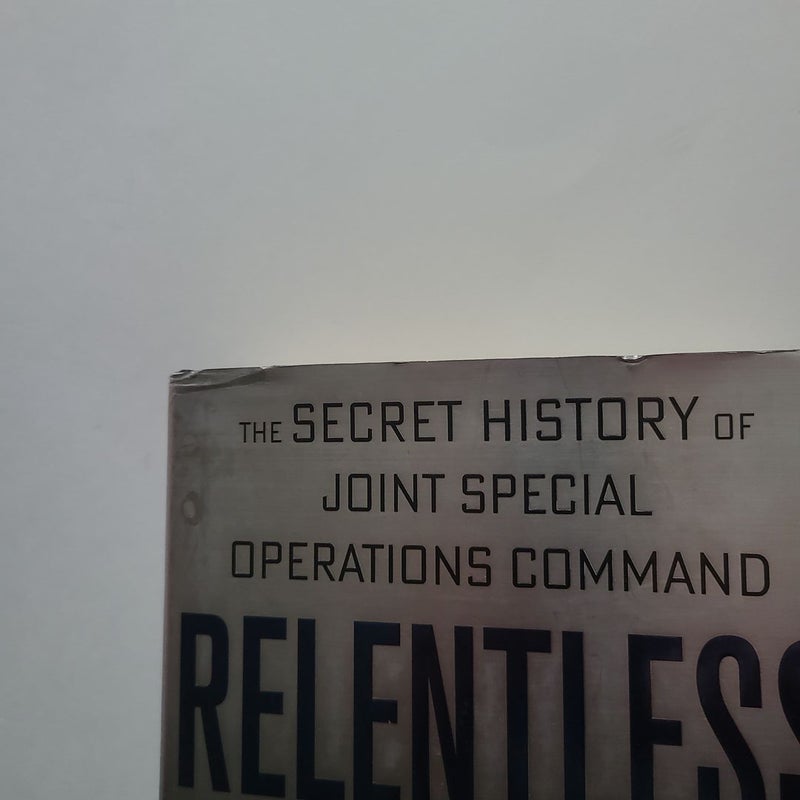 THE SECRET HISTORY OF
JOINT SPECIAL
OPERATIONS COMMAND
RELENTLESS